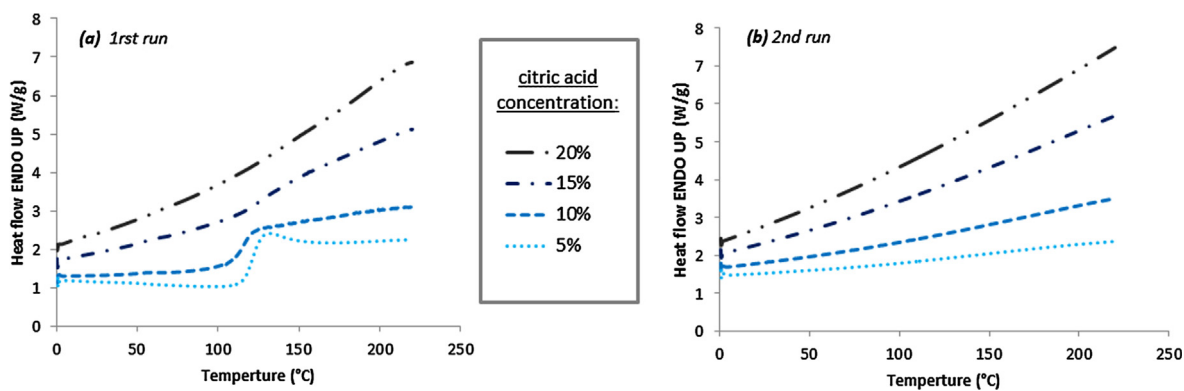 (a) 1rst run
Heat flow ENDO UP (W/g)
8
7
6
5
4
3
2
1
0
0 50 100 150 200 250
Temperture (°C)
citric acid
concentration:
20%
15%
10%
5%
(b) 2nd run
Heat flow ENDO UP (W/g)
8
7
6
5
4
3
2
1
0
0 50 100 150 200 250
Temperture (°C)